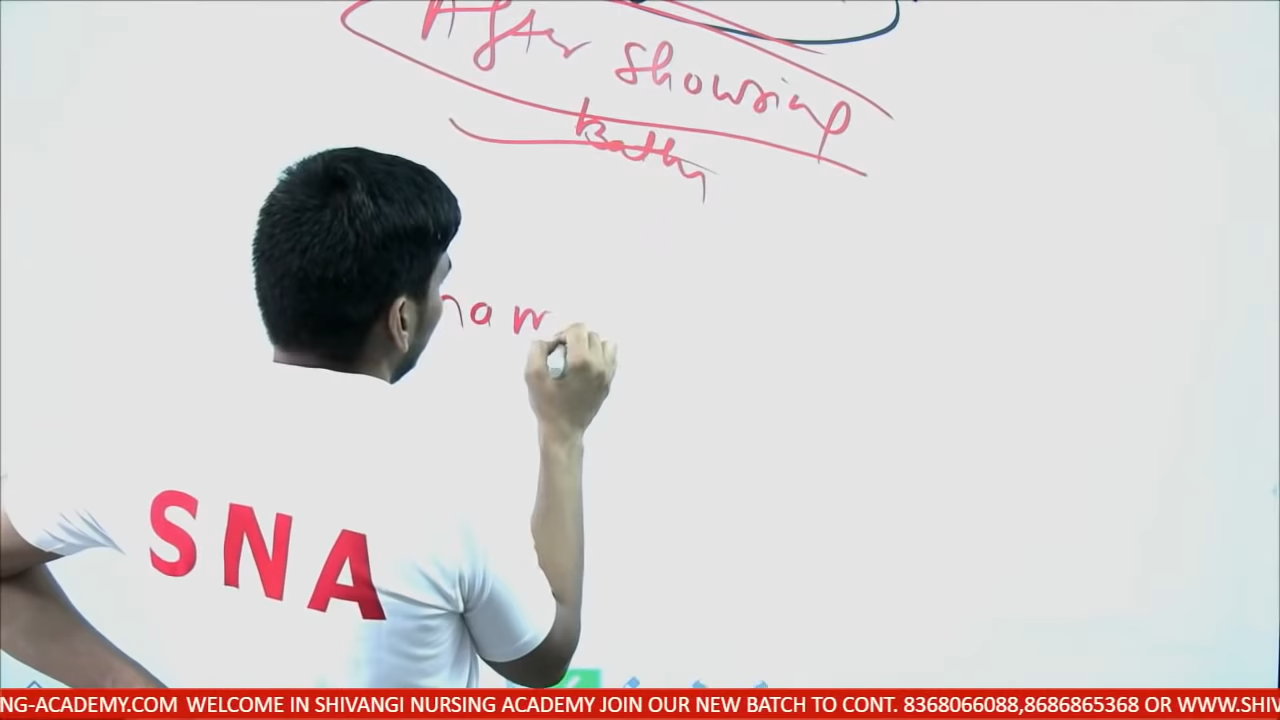 After showring
Bath
nam
SNA
NG-ACADEMY.COM WELCOME IN SHIVANGI NURSING ACADEMY JOIN OUR NEW BATCH TO CONT. 8368066088,8686865368 OR WWW.SHIV